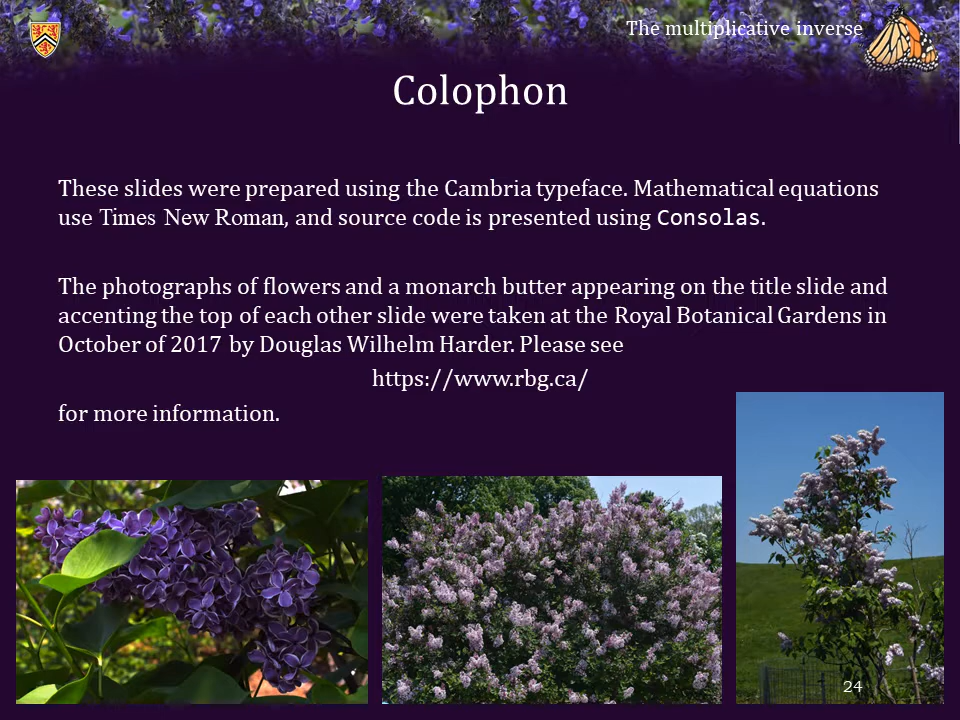 The multiplicative inverse
Colophon
These slides were prepared using the Cambria typeface. Mathematical equations
use Times New Roman, and source code is presented using Consolas.
The photographs of flowers and a monarch butter appearing on the title slide and
accenting the top of each other slide were taken at the Royal Botanical Gardens in
October of 2017 by Douglas Wilhelm Harder. Please see
https://www.rbg.ca/
for more information.
24